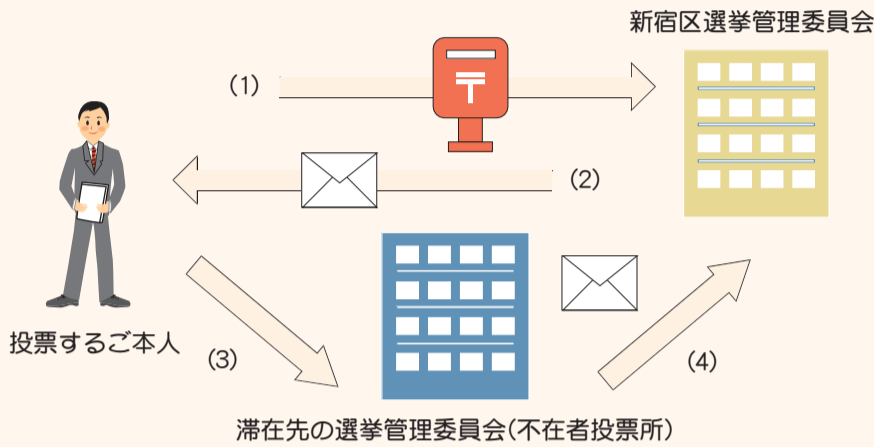 新宿区選挙管理委員会
(1)
〒
(2)
投票するご本人
(3)
(4)
滞在先の選挙管理委員会(不在者投票所)